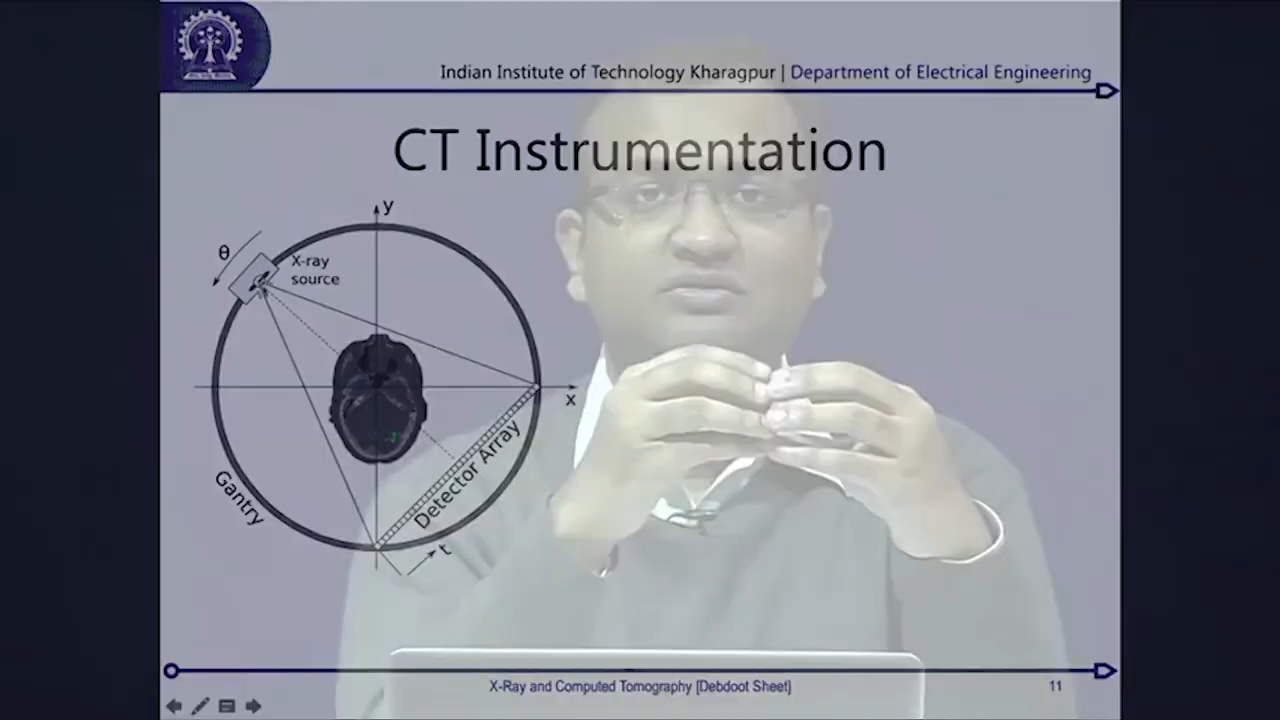 Indian Institute of Technology Kharagpur | Department of Electrical Engineering
CT Instrumentation
y
θ
X-ray
source
x
Detector Array
Gantry
t
X-Ray and Computed Tomography [Debdoot Sheet]
11